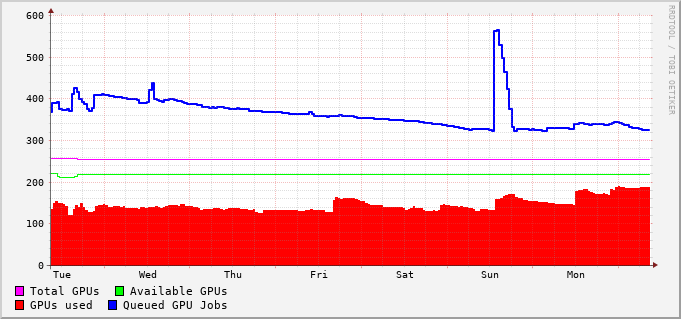 RRDTOOL / TOBI OETIKER
600
500
400
300
200
100
0
Tue Wed Thu Fri Sat Sun Mon
Total GPUs Available GPUs
GPUs used Queued GPU Jobs